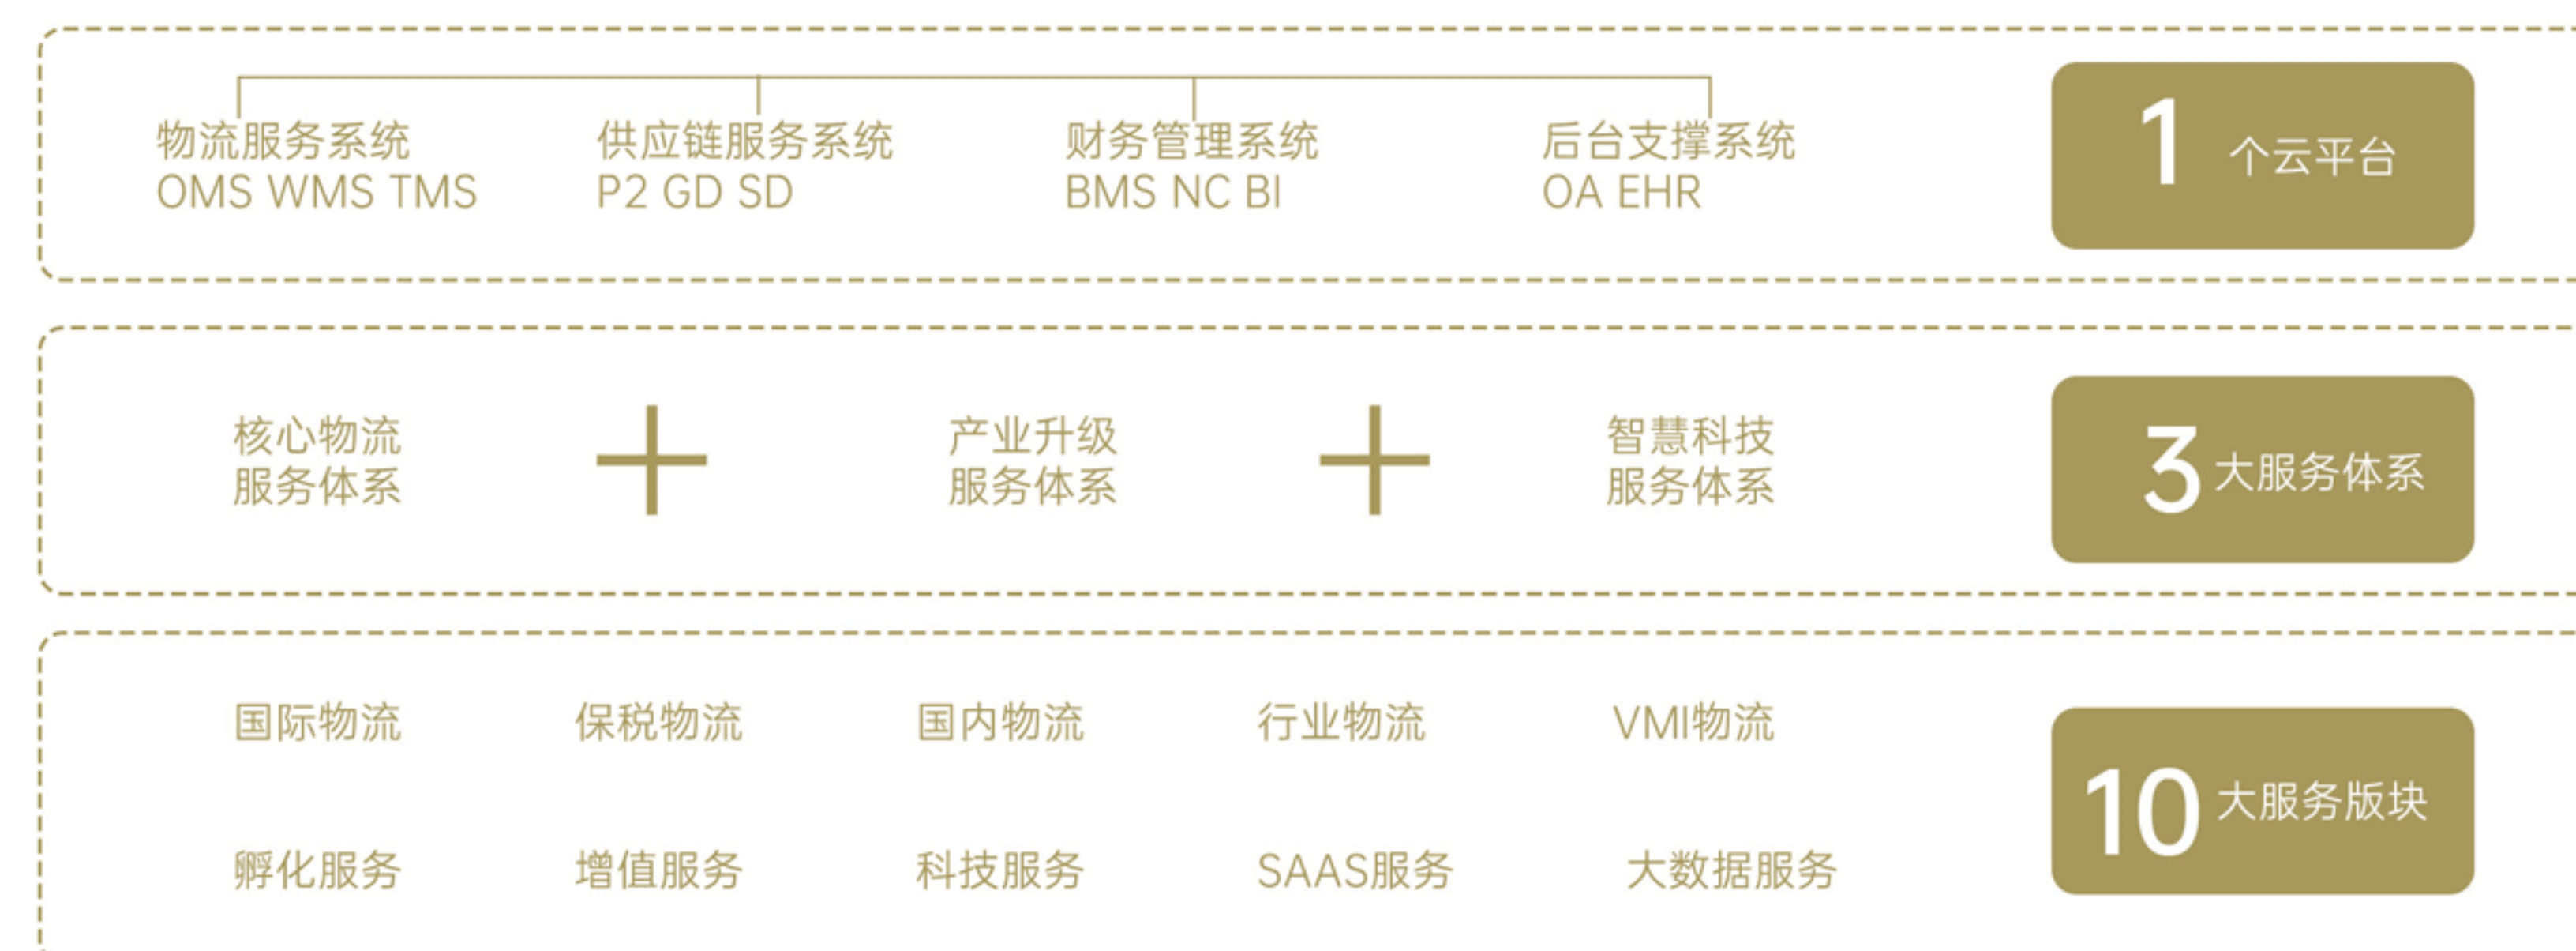 物流服务系统
OMS WMS TMS
供应链服务系统
P2 GD SD
财务管理系统
BMS NC BI
后台支撑系统
OA EHR
1 个云平台
核心物流
服务体系
产业升级
服务体系
智慧科技
服务体系
3 大服务体系
国际物流
保税物流
国内物流
行业物流
VMI物流
孵化服务
增值服务
科技服务
SAAS服务
大数据服务
10 大服务版块